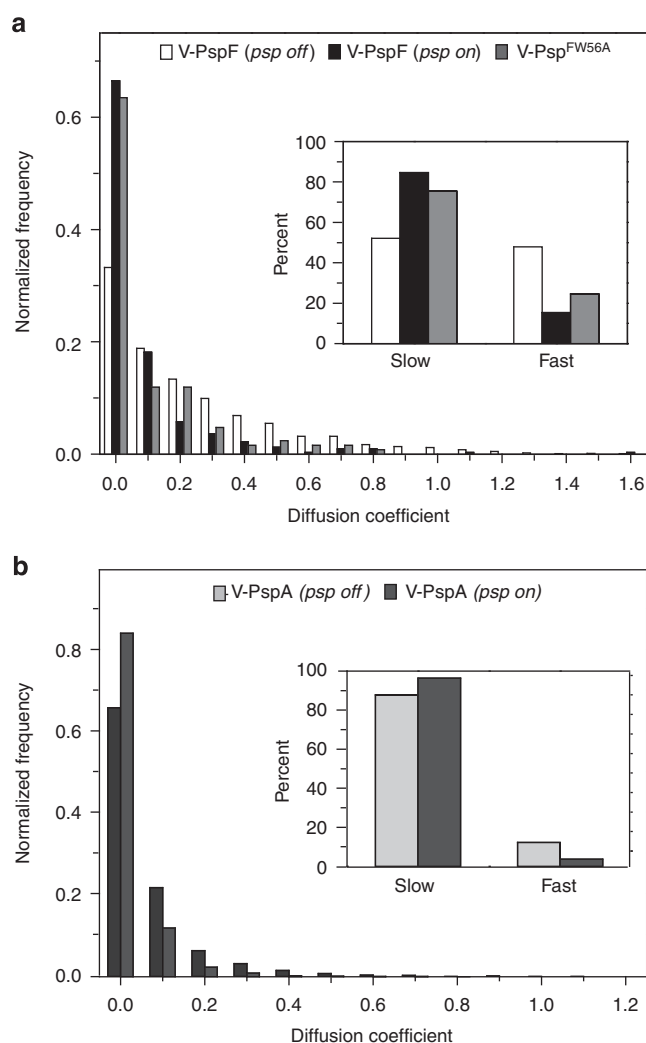 a
V-PspF (psp off) V-PspF (psp on) V-Psp^FW56A
Normalized frequency
0.6
0.4
0.2
0.0
100
80
60
40
20
0
Percent
Slow Fast
0.0 0.2 0.4 0.6 0.8 1.0 1.2 1.4 1.6
Diffusion coefficient
b
V-PspA (psp off) V-PspA (psp on)
Normalized frequency
0.8
0.6
0.4
0.2
0.0
100
80
60
40
20
0
Percent
Slow Fast
0.0 0.2 0.4 0.6 0.8 1.0 1.2
Diffusion coefficient